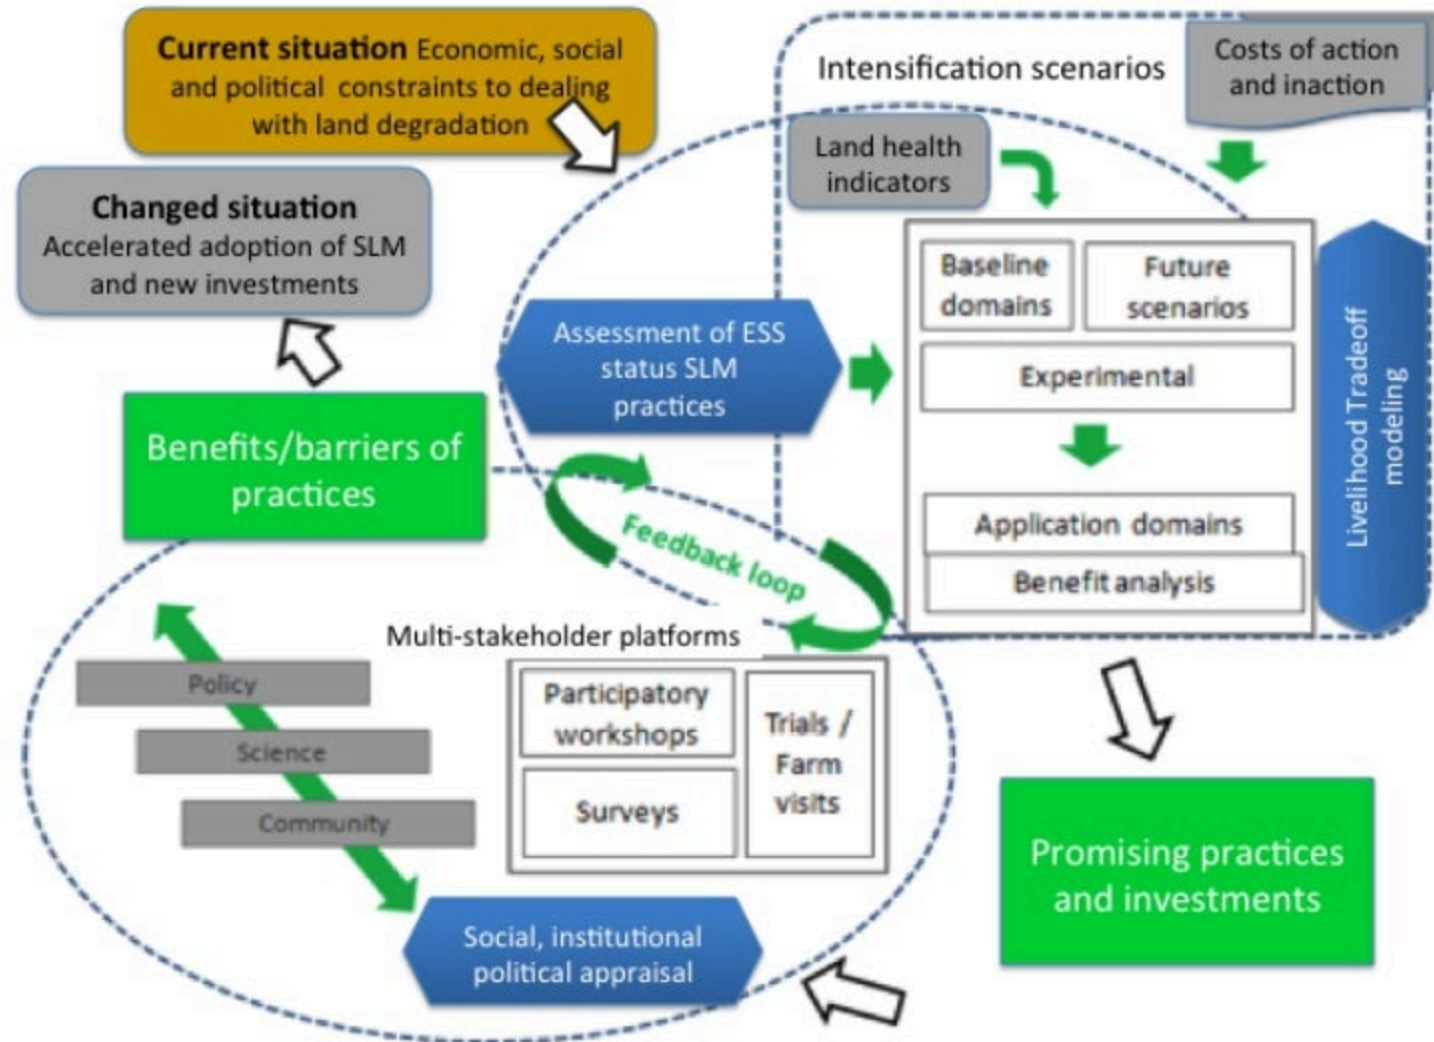 Current situation Economic, social
and political constraints to dealing
with land degradation
Intensification scenarios
Costs of action
and inaction
Land health
indicators
Changed situation
Accelerated adoption of SLM
and new investments
Baseline
domains
Future
scenarios
Assessment of ESS
status SLM
practices
Experimental
Livelihood Tradeoff
modeling
Benefits/barriers of
practices
Application domains
Benefit analysis
Feedback loop
Multi-stakeholder platforms
Policy
Science
Community
Participatory
workshops
Surveys
Trials /
Farm
visits
Promising practices
and investments
Social, institutional
political appraisal